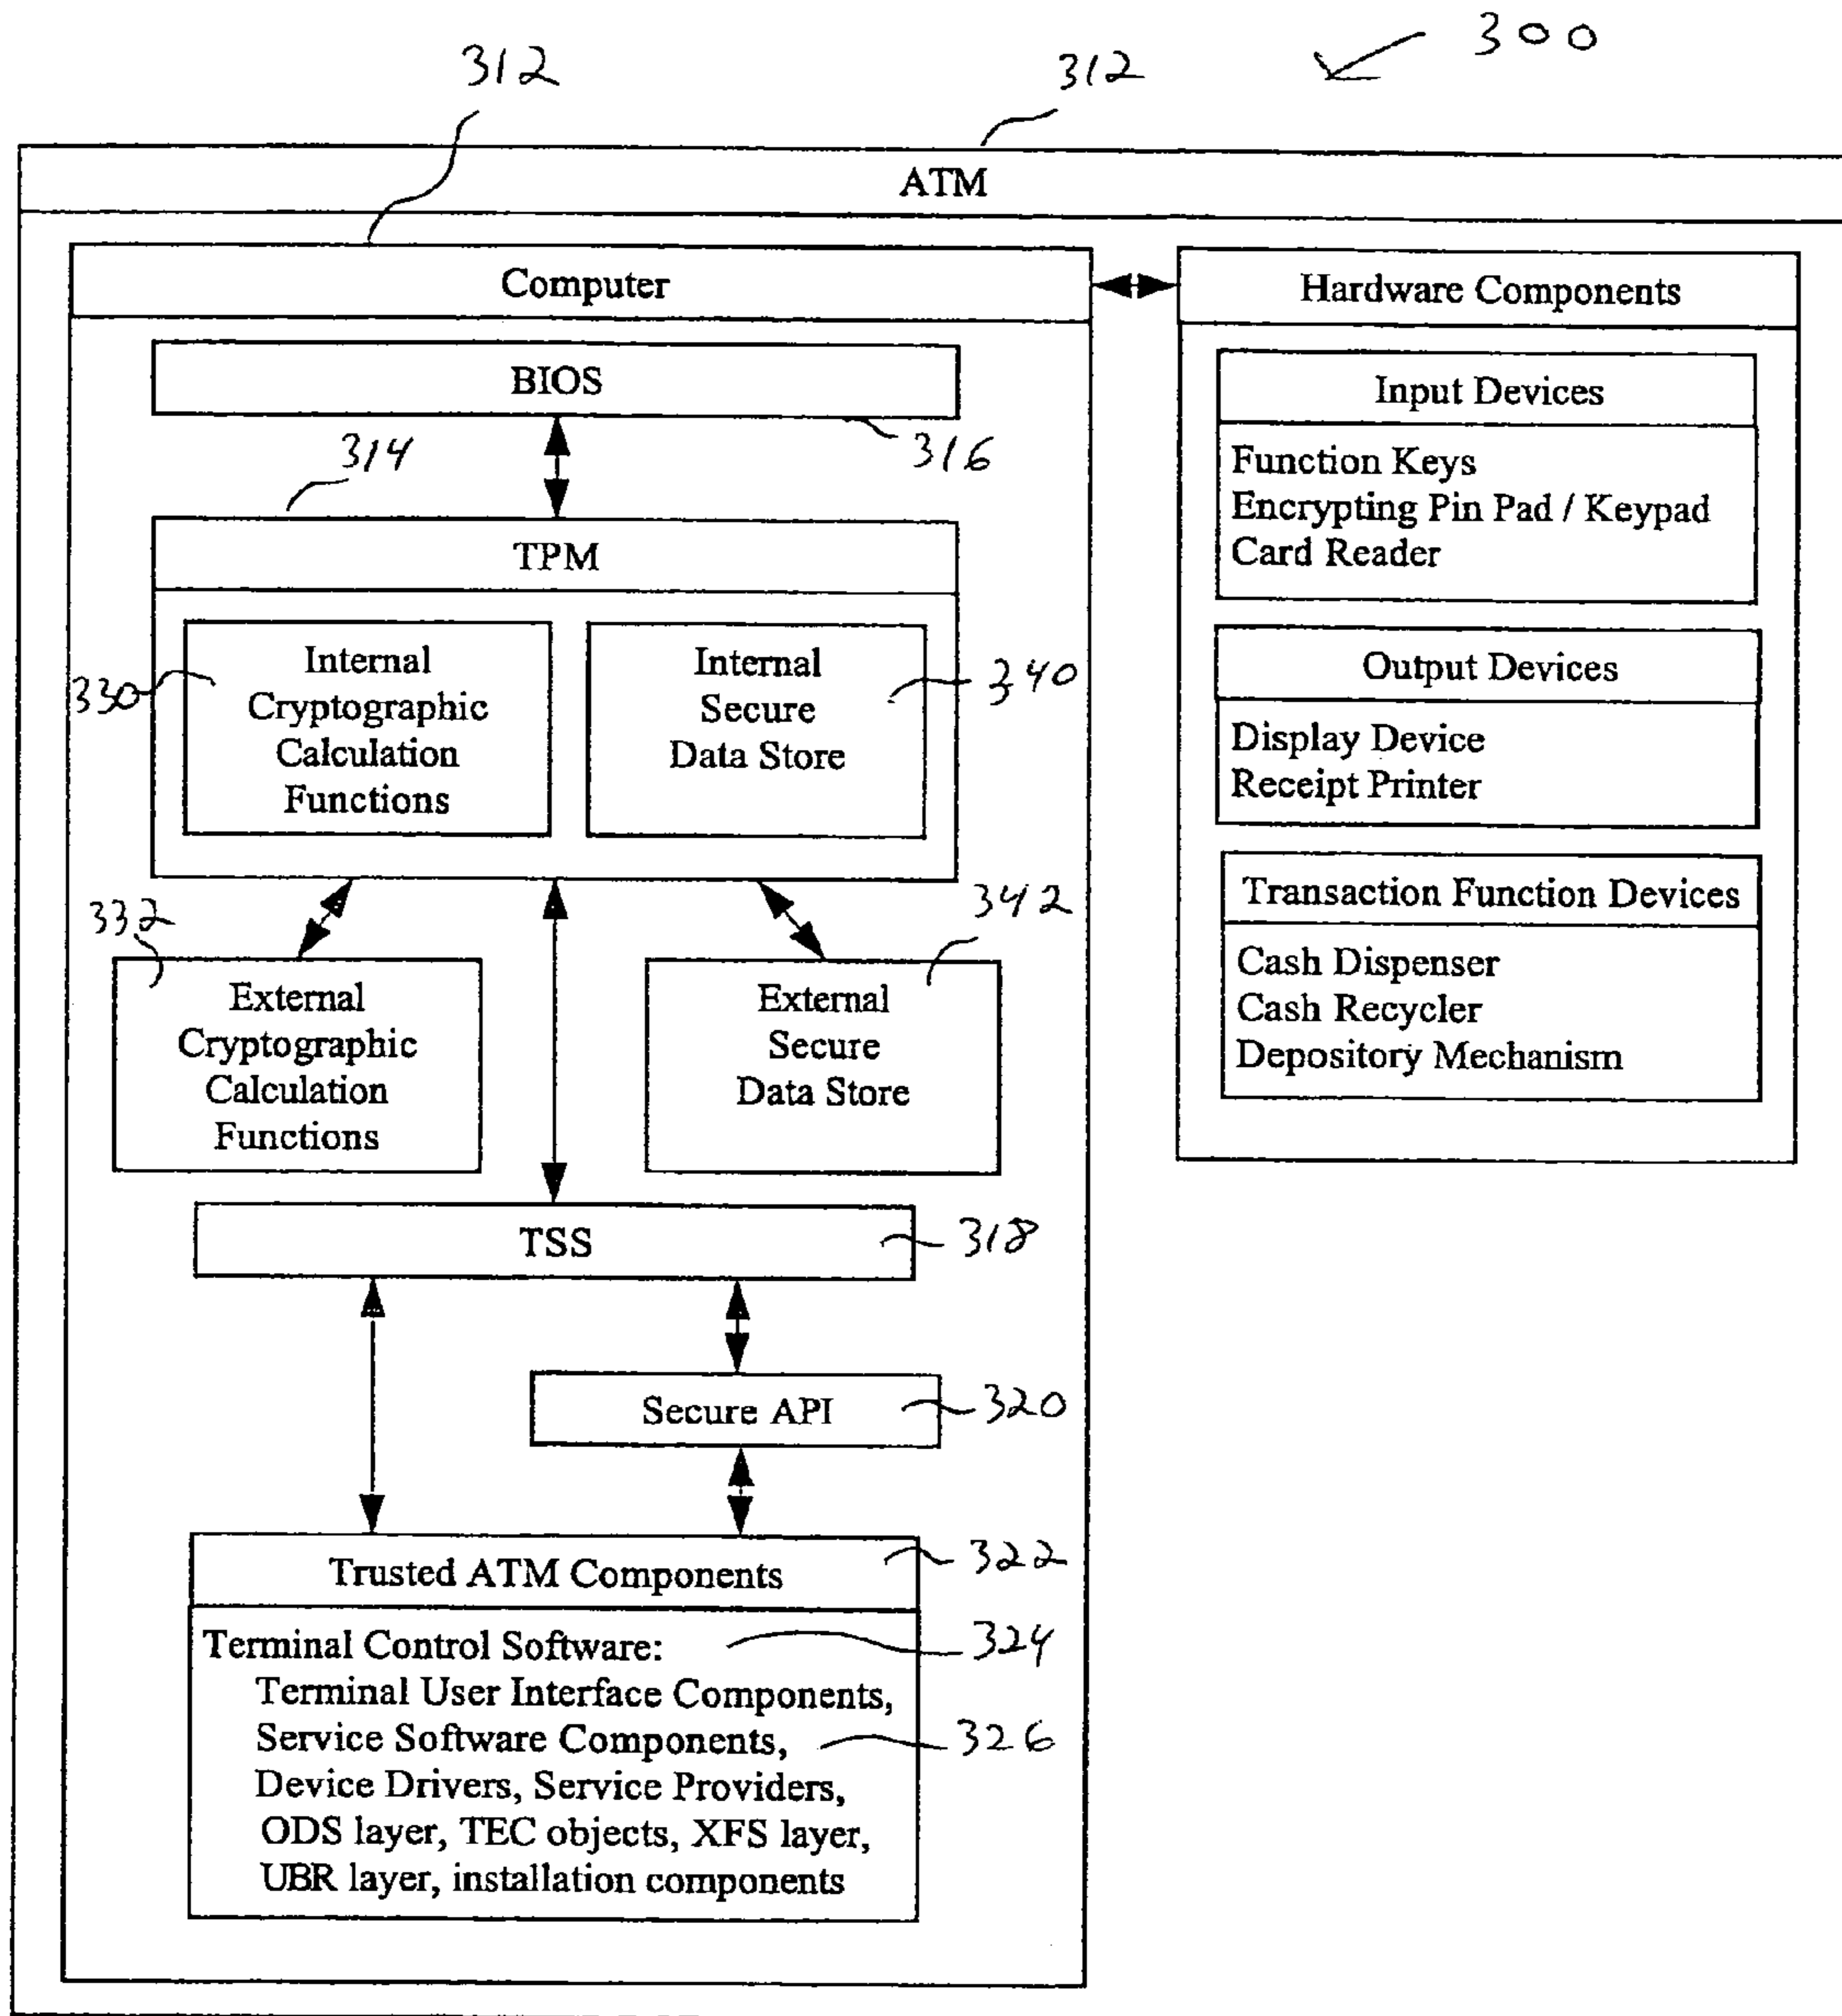 300
312
312
ATM
Computer
BIOS
316
314
TPM
Internal
Cryptographic
Calculation
Functions
330
Internal
Secure
Data Store
340
332
External
Cryptographic
Calculation
Functions
342
External
Secure
Data Store
TSS
318
Secure API
320
Trusted ATM Components
322
Terminal Control Software:
324
Terminal User Interface Components,
Service Software Components,
326
Device Drivers, Service Providers,
ODS layer, TEC objects, XFS layer,
UBR layer, installation components
Hardware Components
Input Devices
Function Keys
Encrypting Pin Pad / Keypad
Card Reader
Output Devices
Display Device
Receipt Printer
Transaction Function Devices
Cash Dispenser
Cash Recycler
Depository Mechanism